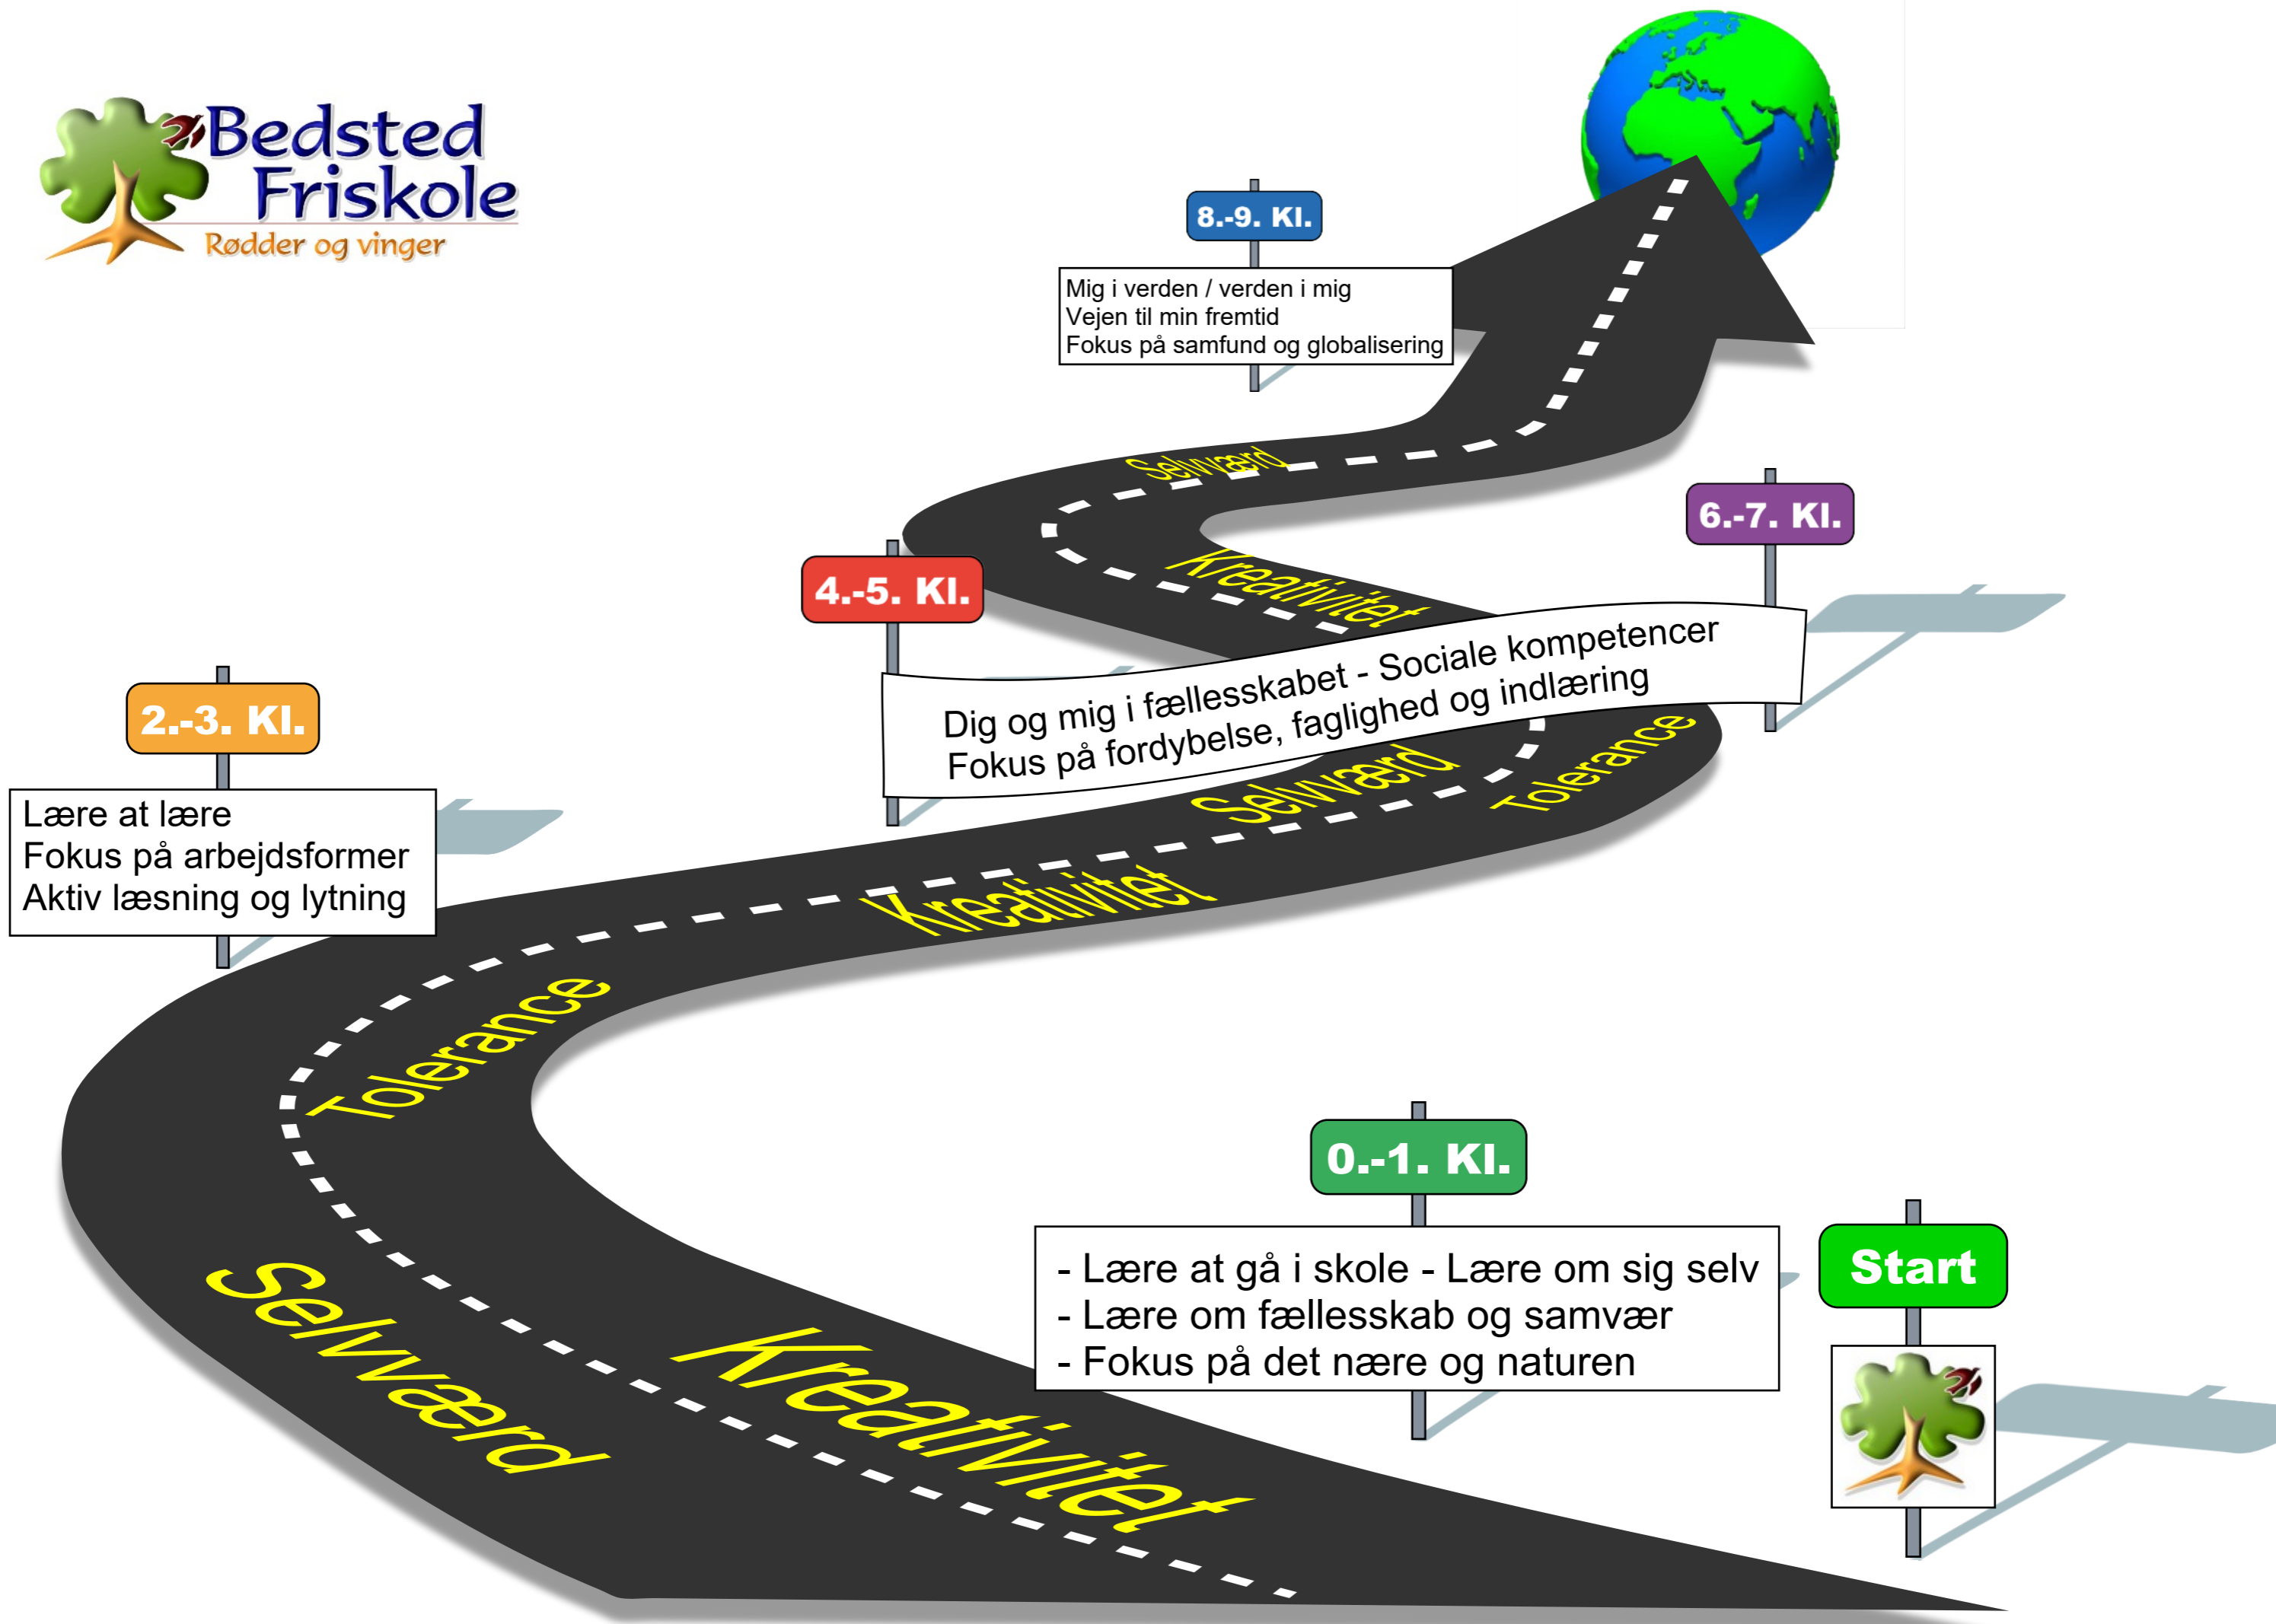 Bedsted
Friskole
Rødder og vinger
8.-9. Kl.
Mig i verden / verden i mig
Vejen til min fremtid
Fokus på samfund og globalisering
Selvværd
6.-7. Kl.
Kreativitet
4.-5. Kl.
Dig og mig i fællesskabet - Sociale kompetencer
Fokus på fordybelse, faglighed og indlæring
2.-3. Kl.
Lære at lære
Fokus på arbejdsformer
Aktiv læsning og lytning
Tolerance
Selvværd
Kreativitet
Tolerance
0.-1. Kl.
- Lære at gå i skole - Lære om sig selv
- Lære om fællesskab og samvær
- Fokus på det nære og naturen
Start
Selvværd
Kreativitet